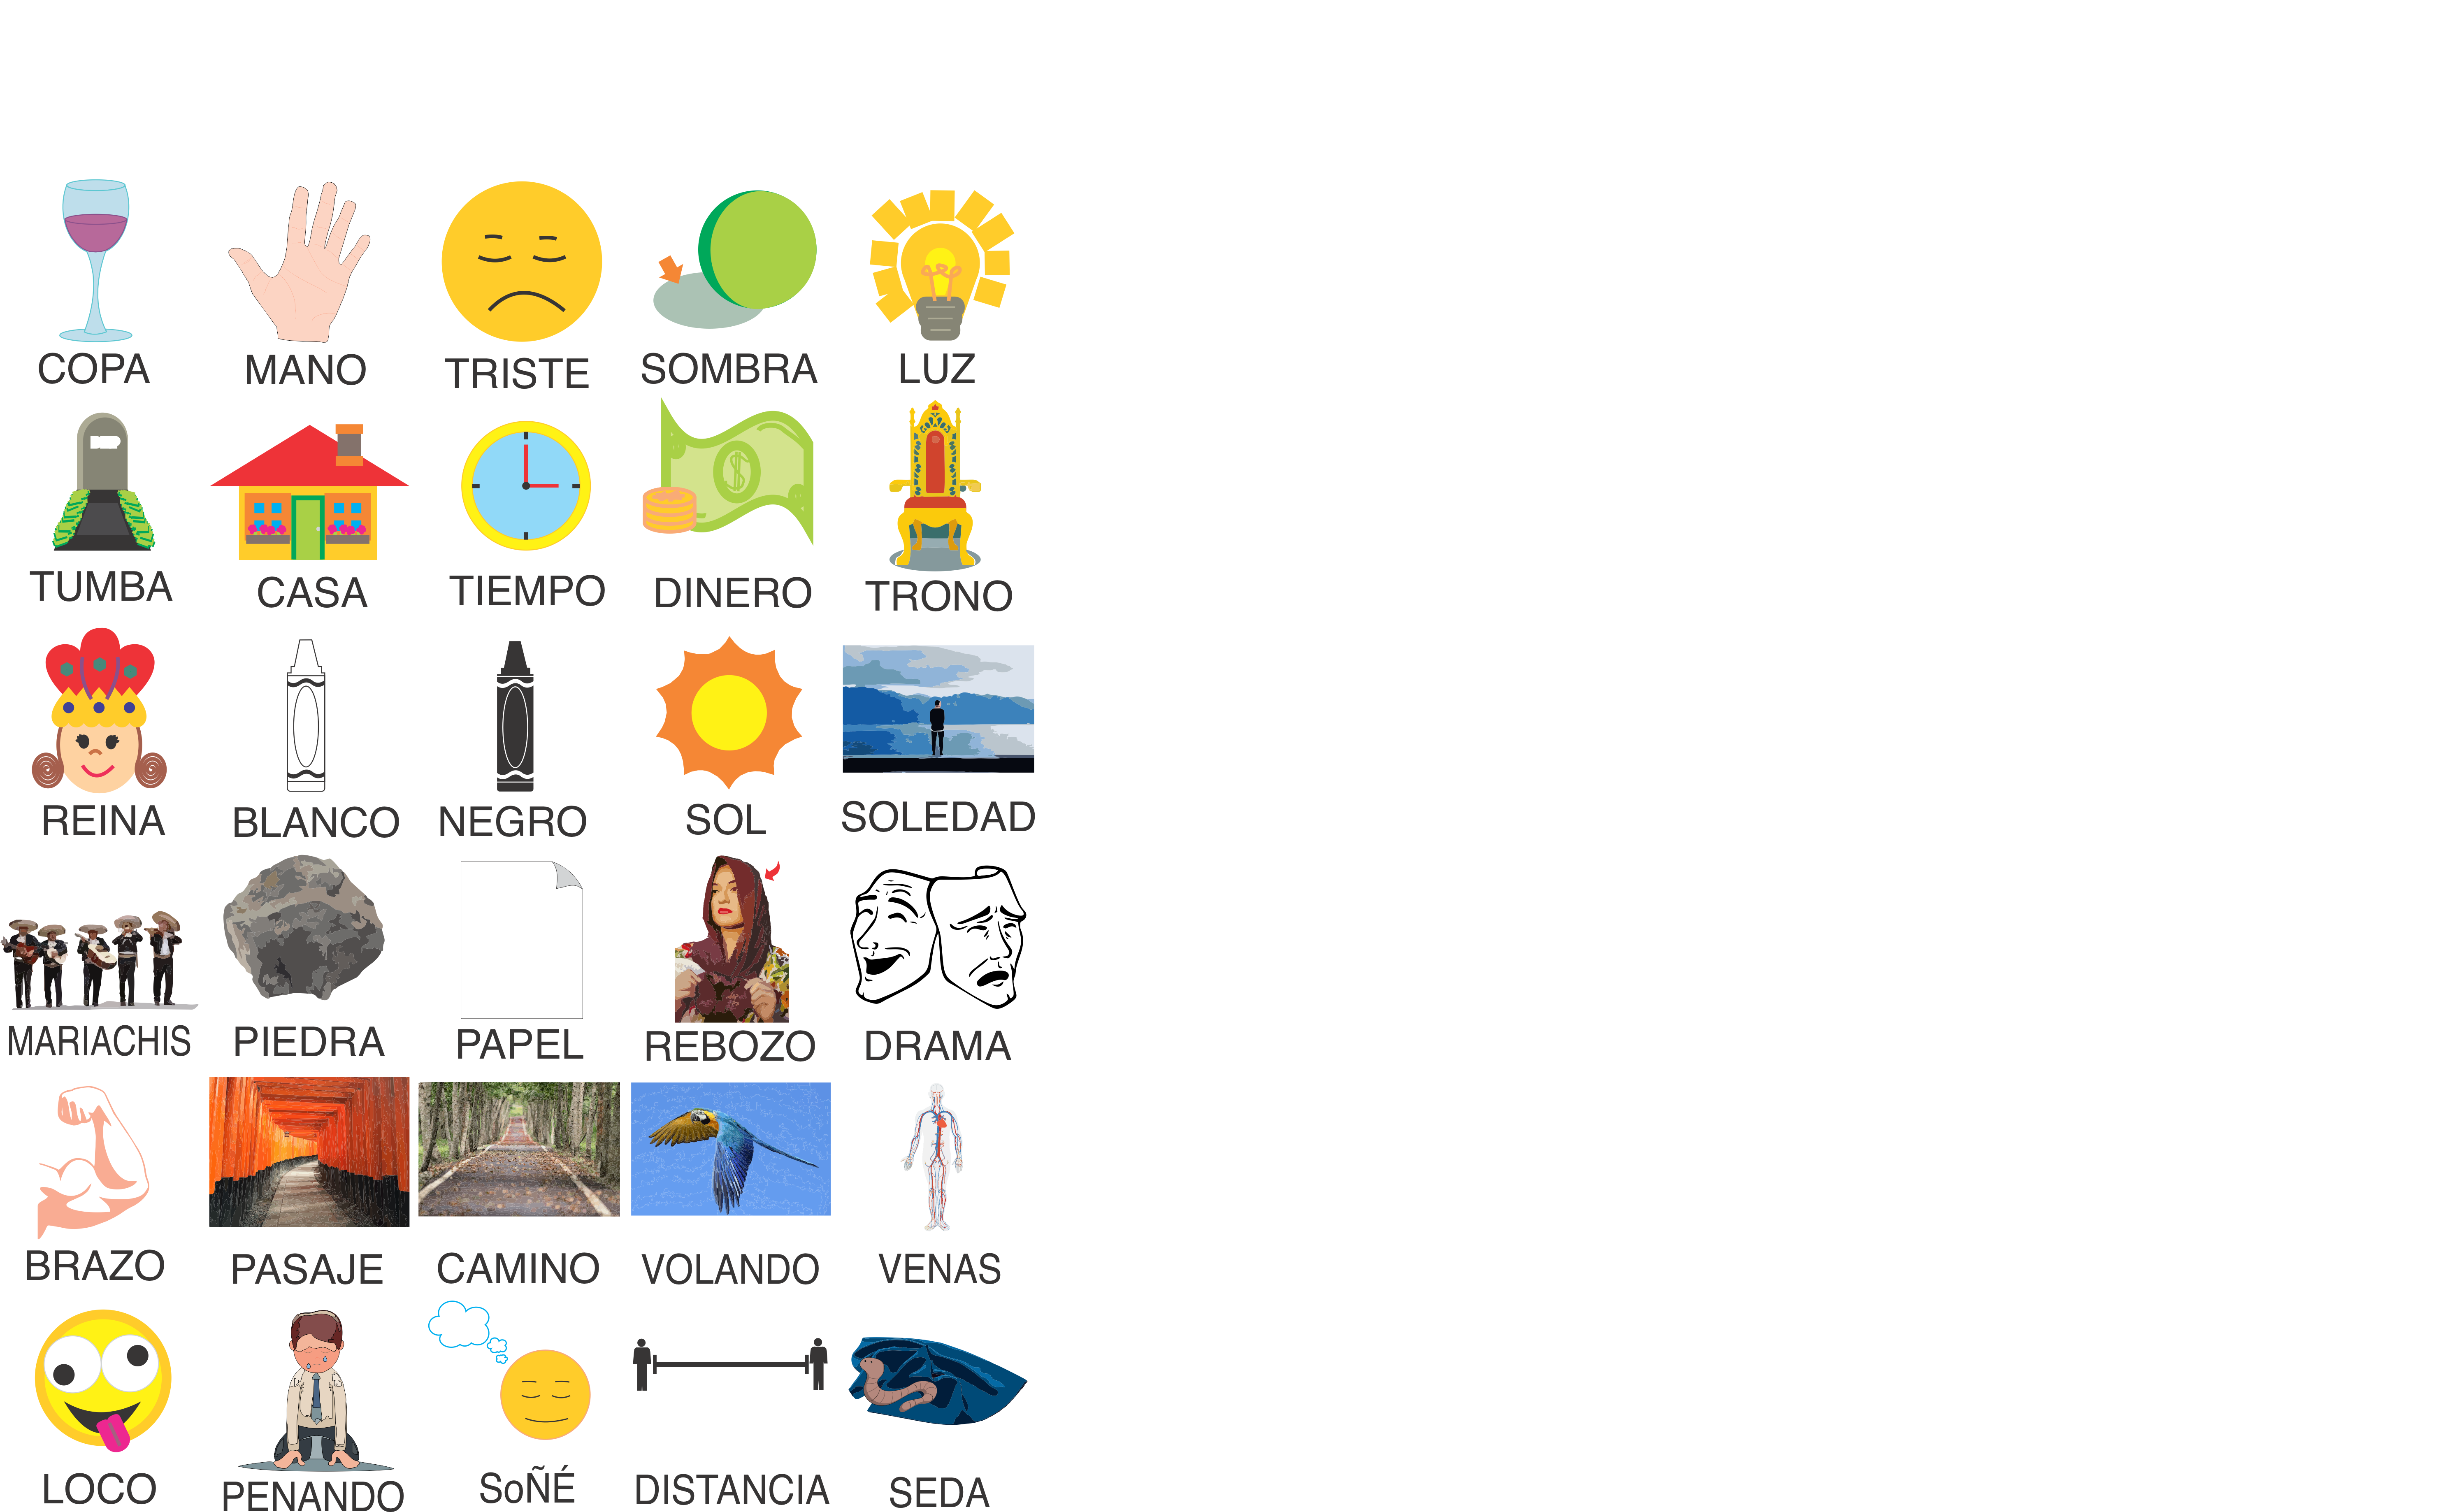 COPA MANO TRISTE SOMBRA LUZ
TUMBA CASA TIEMPO DINERO TRONO
REINA BLANCO NEGRO SOL SOLEDAD
MARIACHIS PIEDRA PAPEL REBOZO DRAMA
BRAZO PASAJE CAMINO VOLANDO VENAS
LOCO PENANDO SoÑÉ DISTANCIA SEDA